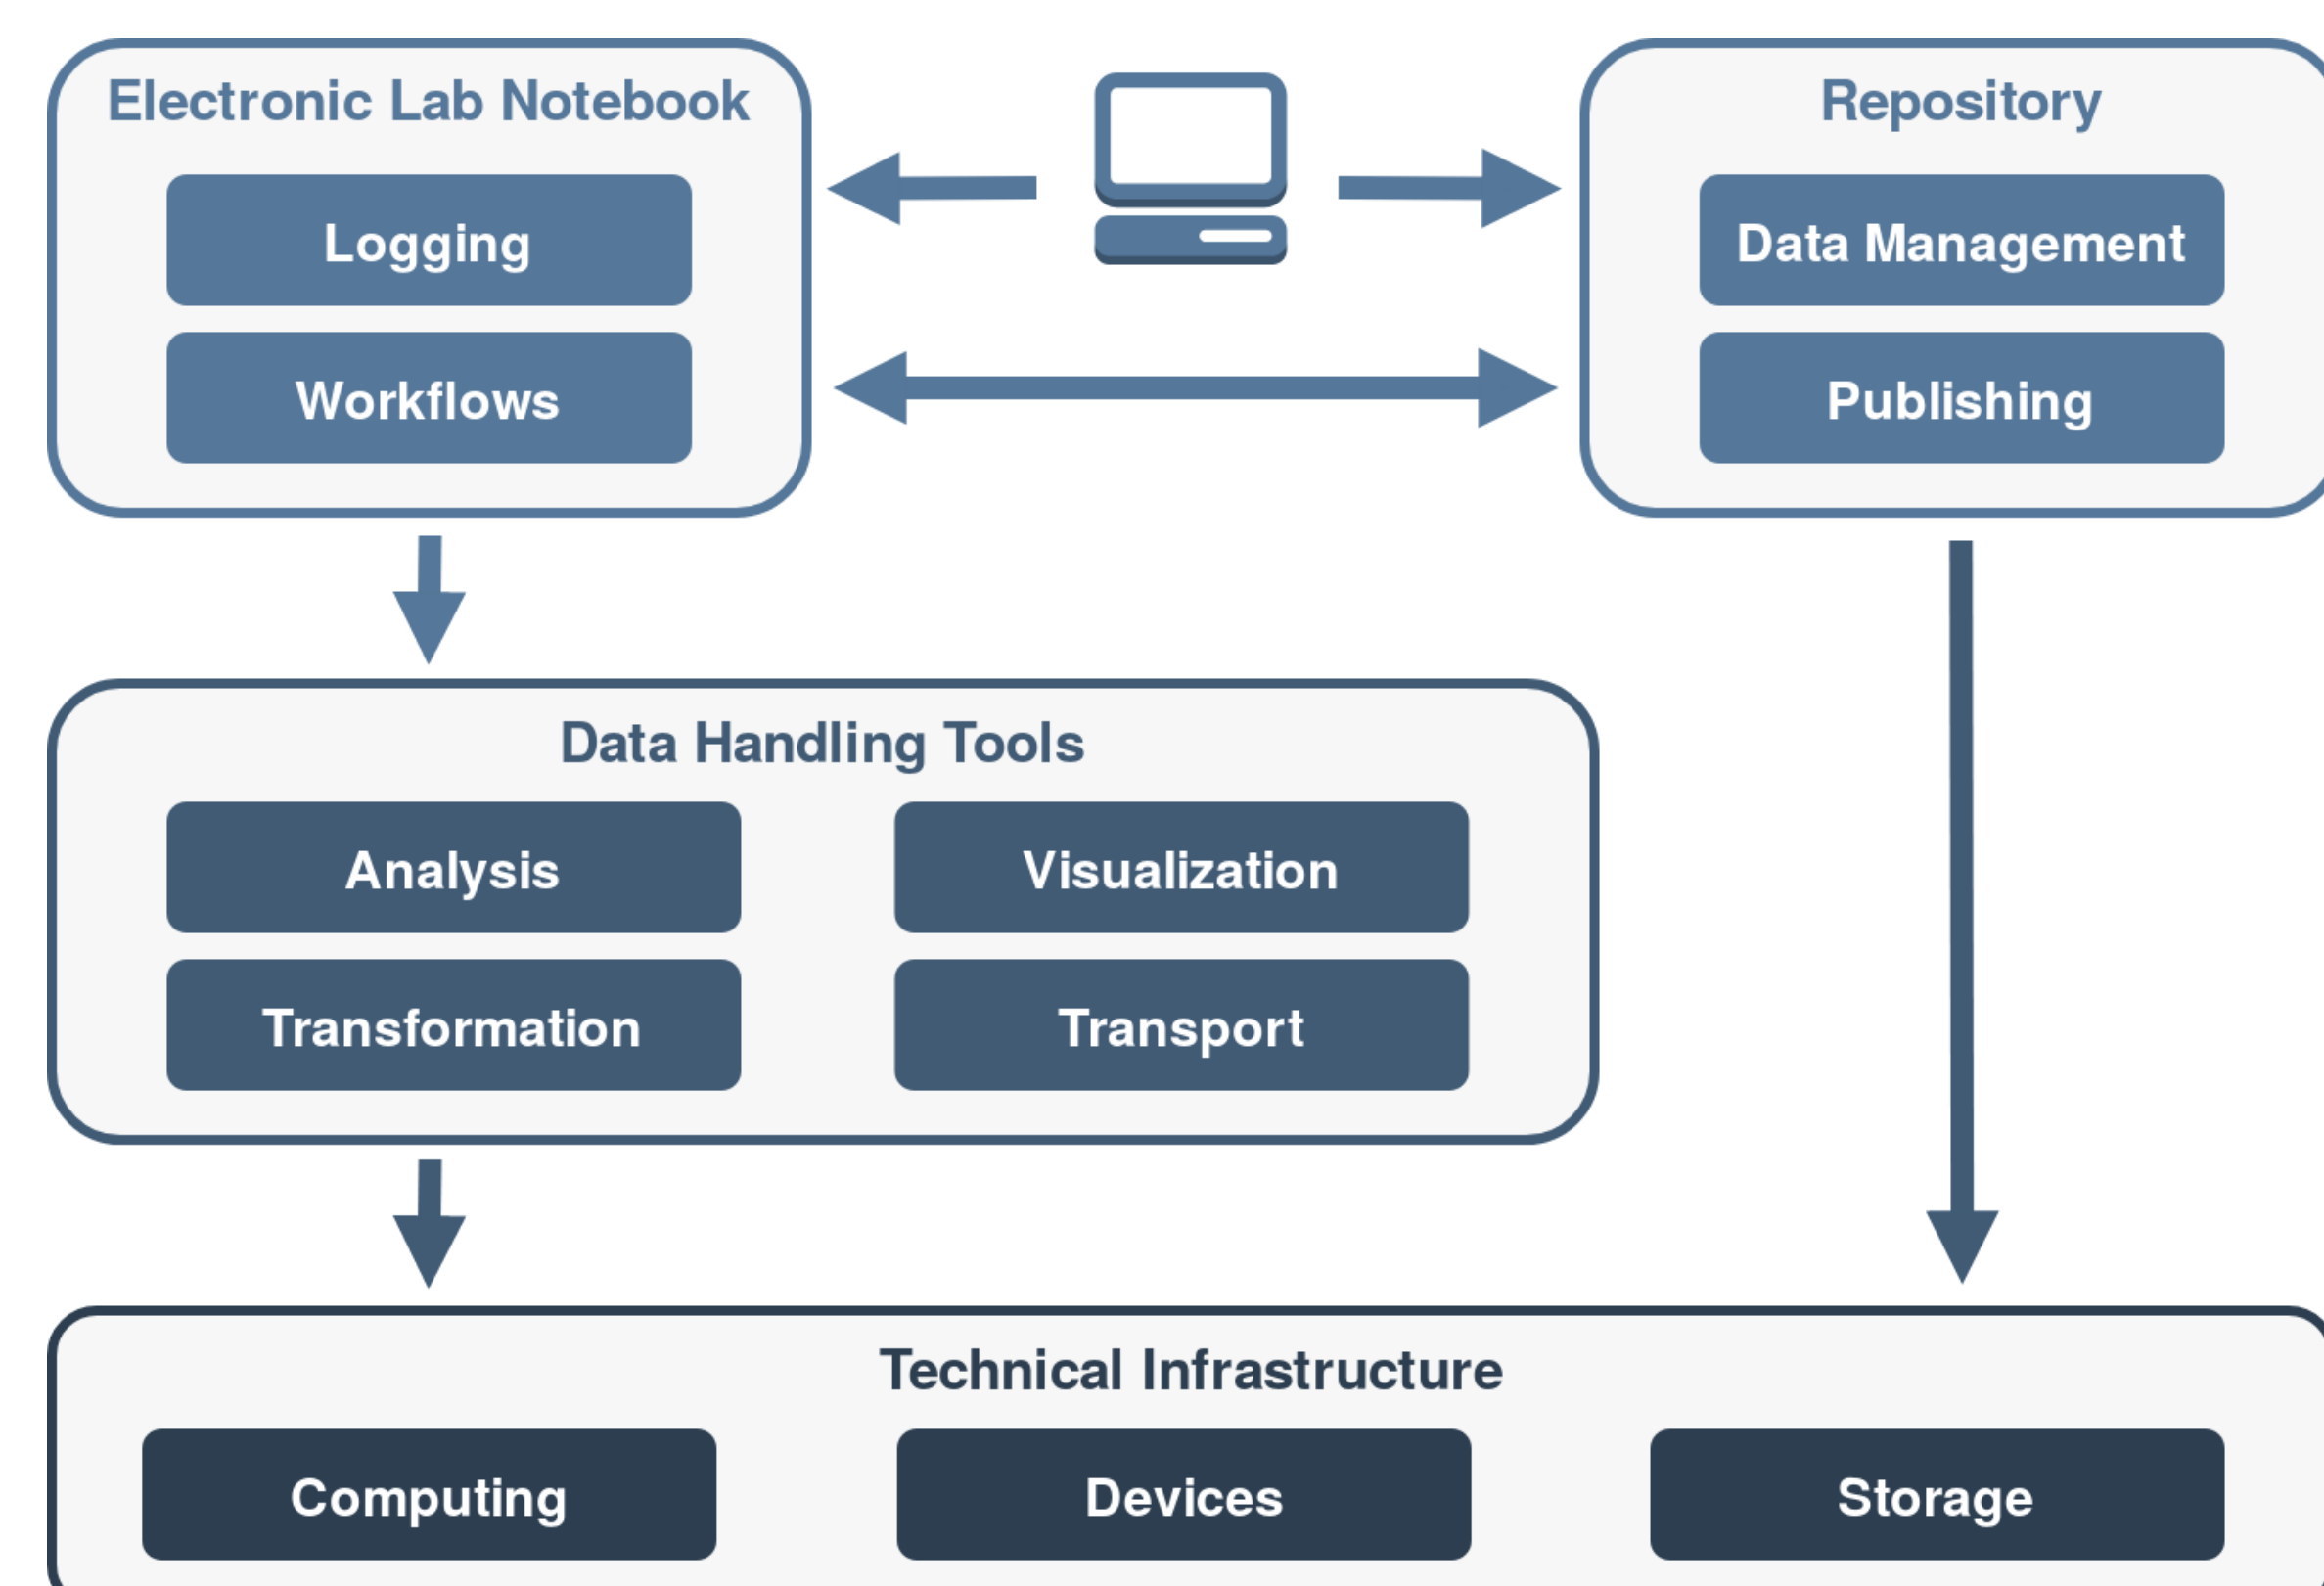 Electronic Lab Notebook
Logging
Workflows
Repository
Data Management
Publishing
Data Handling Tools
Analysis
Visualization
Transformation
Transport
Technical Infrastructure
Computing
Devices
Storage